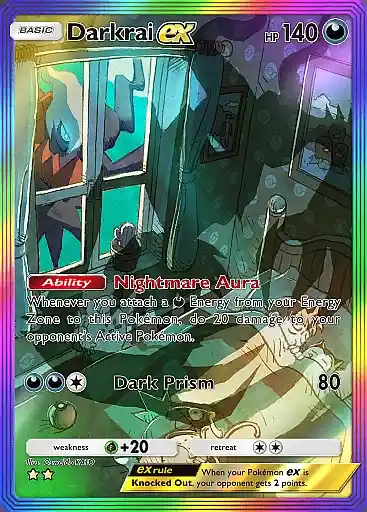 BASIC Darkrai ex HP 140
Ability Nightmare Aura
Whenever you attach a Energy from your Energy
Zone to this Pokémon, do 20 damage to your
opponent's Active Pokémon.
Dark Prism 80
weakness +20 retreat
Illus. KATO
ex rule When your Pokémon ex is
Knocked Out, your opponent gets 2 points.